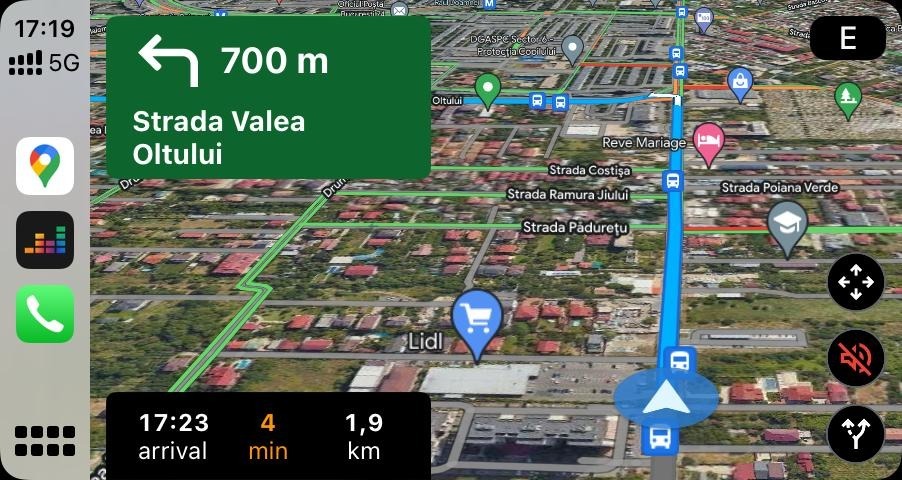 17:19
5G
700 m
Strada Valea
Oltului
E
DGASPC Sector 6 -
Protecția Copilului
Oltului
Reve Mariage
Strada Costișa
Strada Ramura Jiului
Strada Poiana Verde
Strada Pădurețu
Lidl
17:23
4
1,9
arrival
min
km